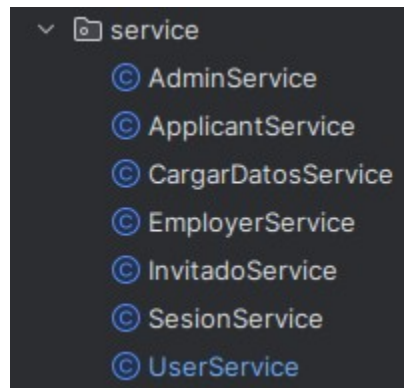 service
AdminService
ApplicantService
CargarDatosService
EmployerService
InvitadoService
SesionService
UserService